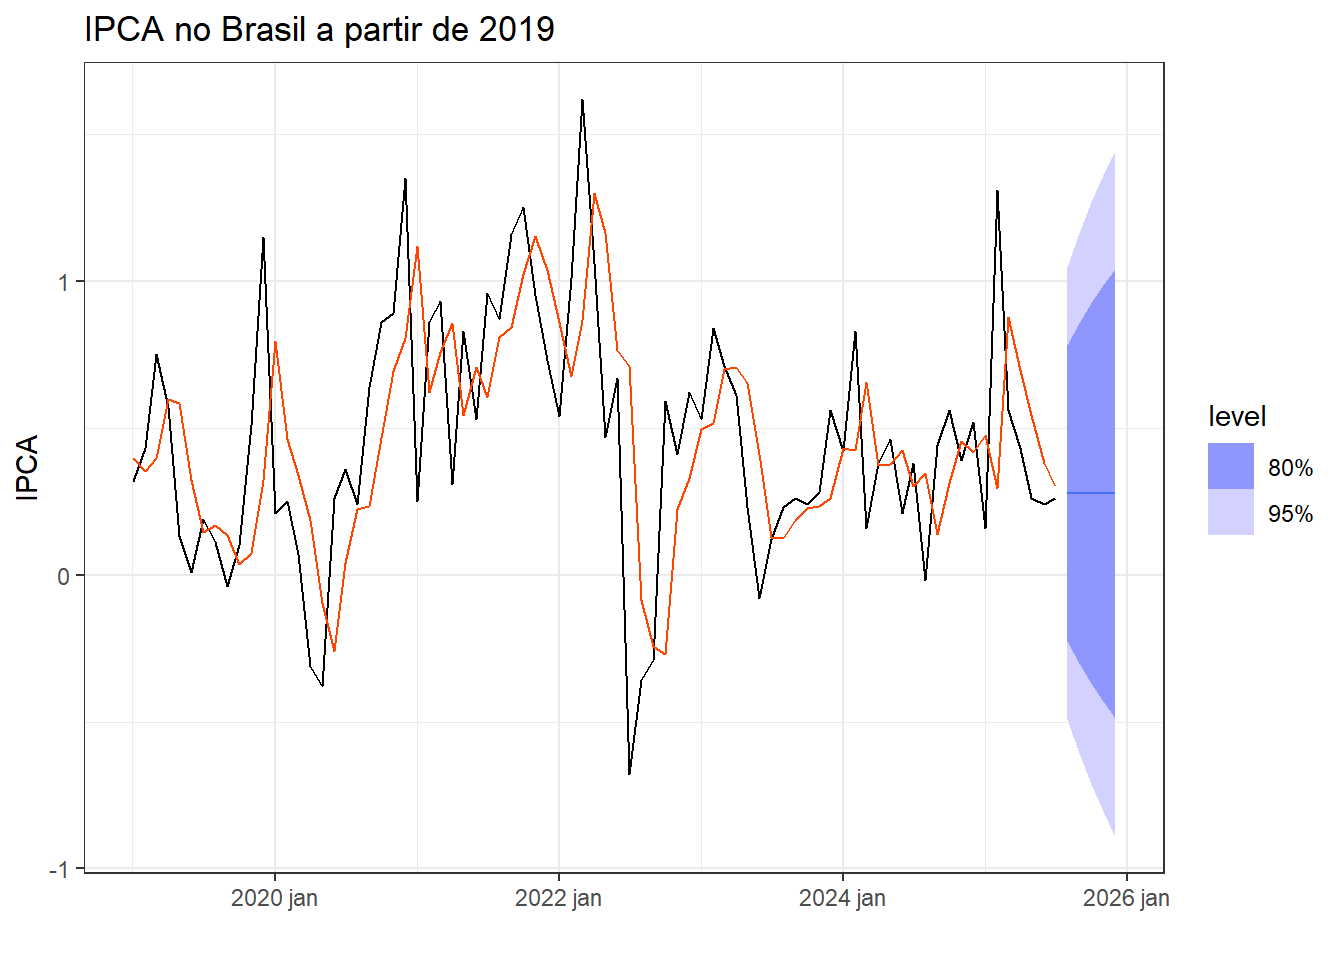 IPCA no Brasil a partir de 2019
IPCA
1
0
-1
2020 jan
2022 jan
2024 jan
2026 jan
level
80%
95%